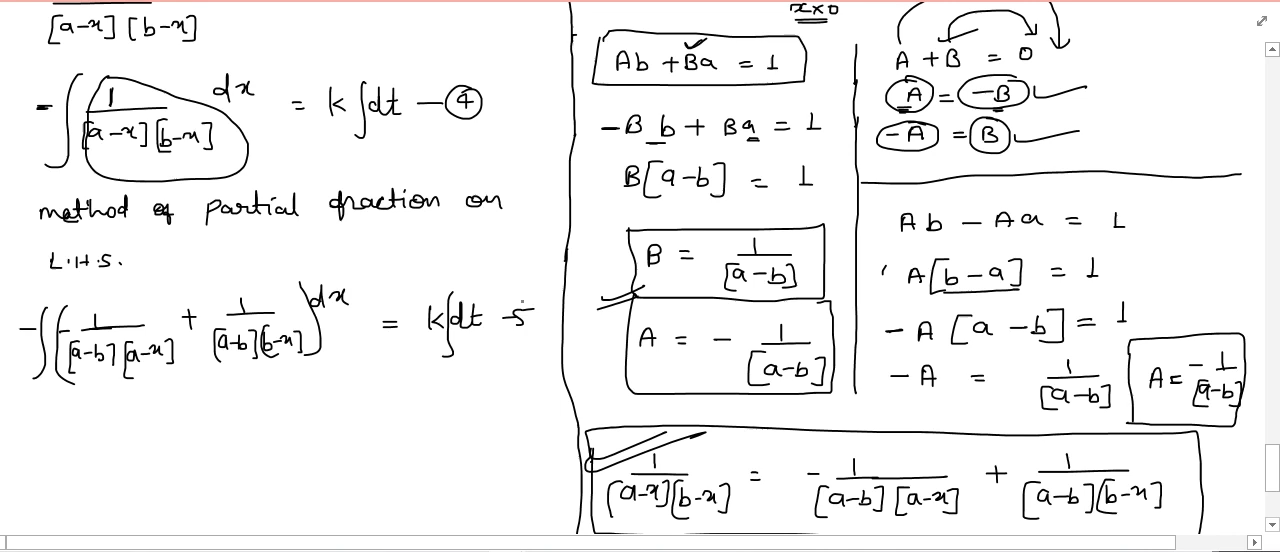 [a-x] [b-x]
- ∫ 1/([a-x][b-x]) dx = k ∫ dt - ④
method of partial fraction on
L.H.S.
- ∫ (- 1/([a-b][a-x]) + 1/([a-b][b-x])) dx = k ∫ dt - 5
x×0
Ab + Ba = 1
-B b + Ba = 1
B[a-b] = 1
B = 1/[a-b]
A = - 1/[a-b]
A + B = 0
A = -B
-A = B
Ab - Aa = 1
A[b-a] = 1
-A [a-b] = 1
-A = 1/[a-b]
A = - 1/[a-b]
1/([a-x][b-x]) = - 1/([a-b][a-x]) + 1/([a-b][b-x])